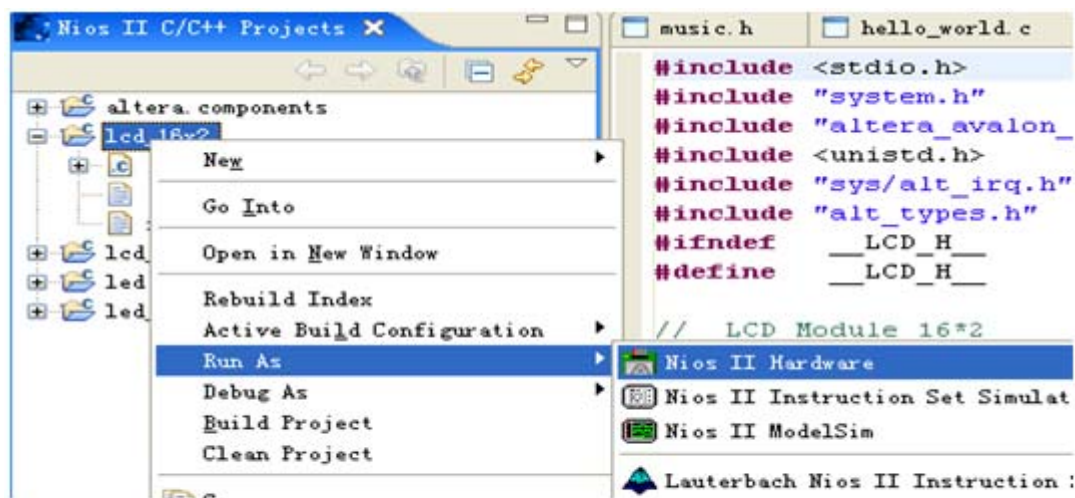 Nios II C/C++ Projects
altera.components
lcd_16x2
lcd_
led
led_
New
Go Into
Open in New Window
Rebuild Index
Active Build Configuration
Run As
Debug As
Build Project
Clean Project
music.h
hello_world.c
#include <stdio.h>
#include "system.h"
#include "altera_avalon_
#include <unistd.h>
#include "sys/alt_irq.h"
#include "alt_types.h"
#ifndef __LCD_H__
#define __LCD_H__
// LCD Module 16*2
Nios II Hardware
Nios II Instruction Set Simulat
Nios II ModelSim
Lauterbach Nios II Instruction